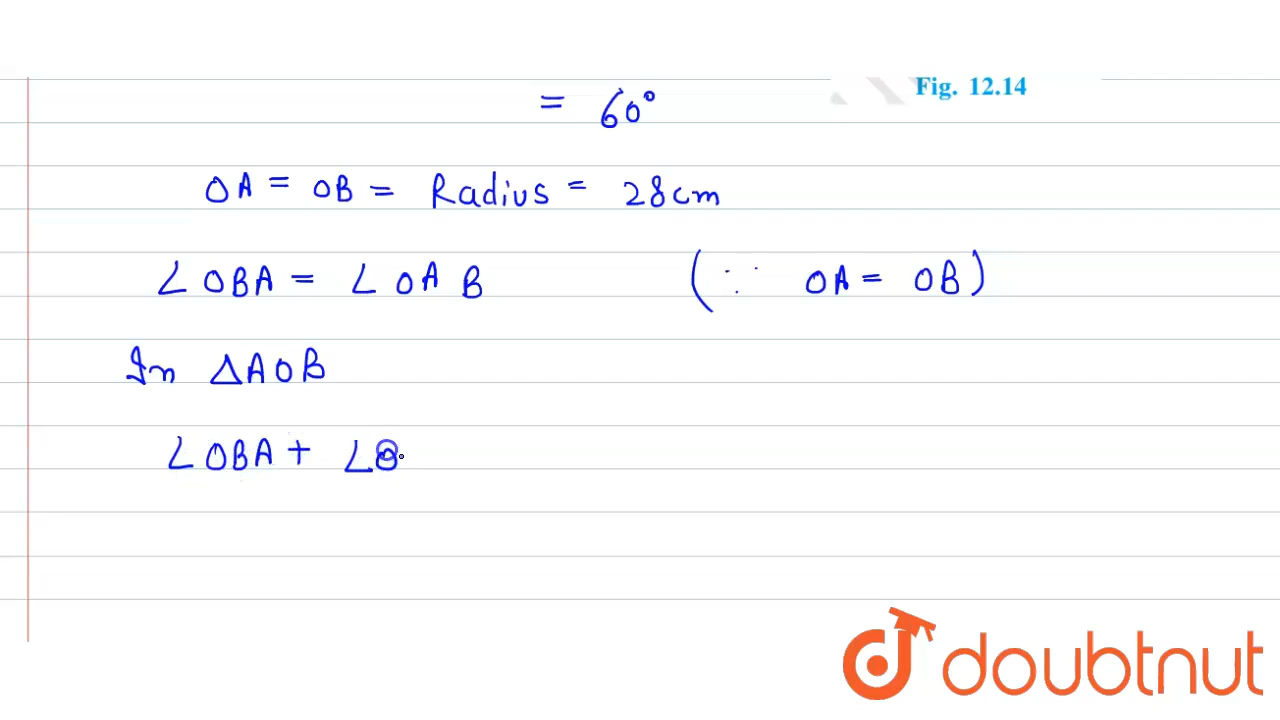 Fig. 12.14
= 60°
OA = OB = Radius = 28cm
∠OBA = ∠OAB (∵ OA = OB)
In ΔAOB
∠OBA + ∠O
doubtnut